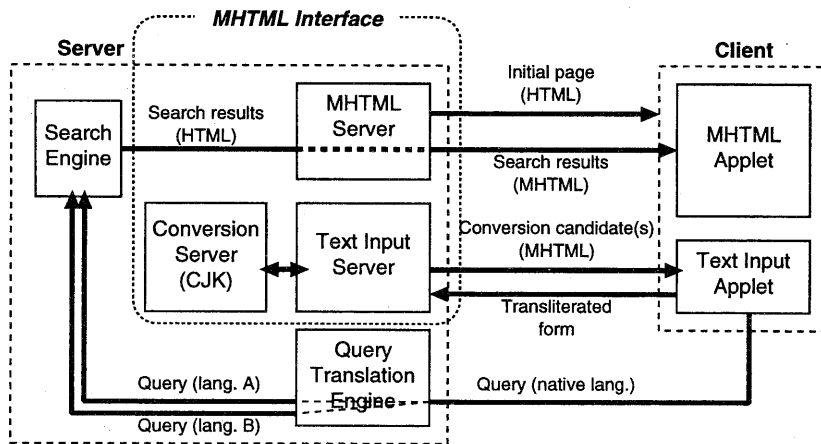 MHTML Interface
Server
Client
Search
Engine
Search results
(HTML)
MHTML
Server
Initial page
(HTML)
Search results
(MHTML)
MHTML
Applet
Conversion
Server
(CJK)
Text Input
Server
Conversion candidate(s)
(MHTML)
Transliterated
form
Text Input
Applet
Query
Translation
Engine
Query (lang. A)
Query (lang. B)
Query (native lang.)